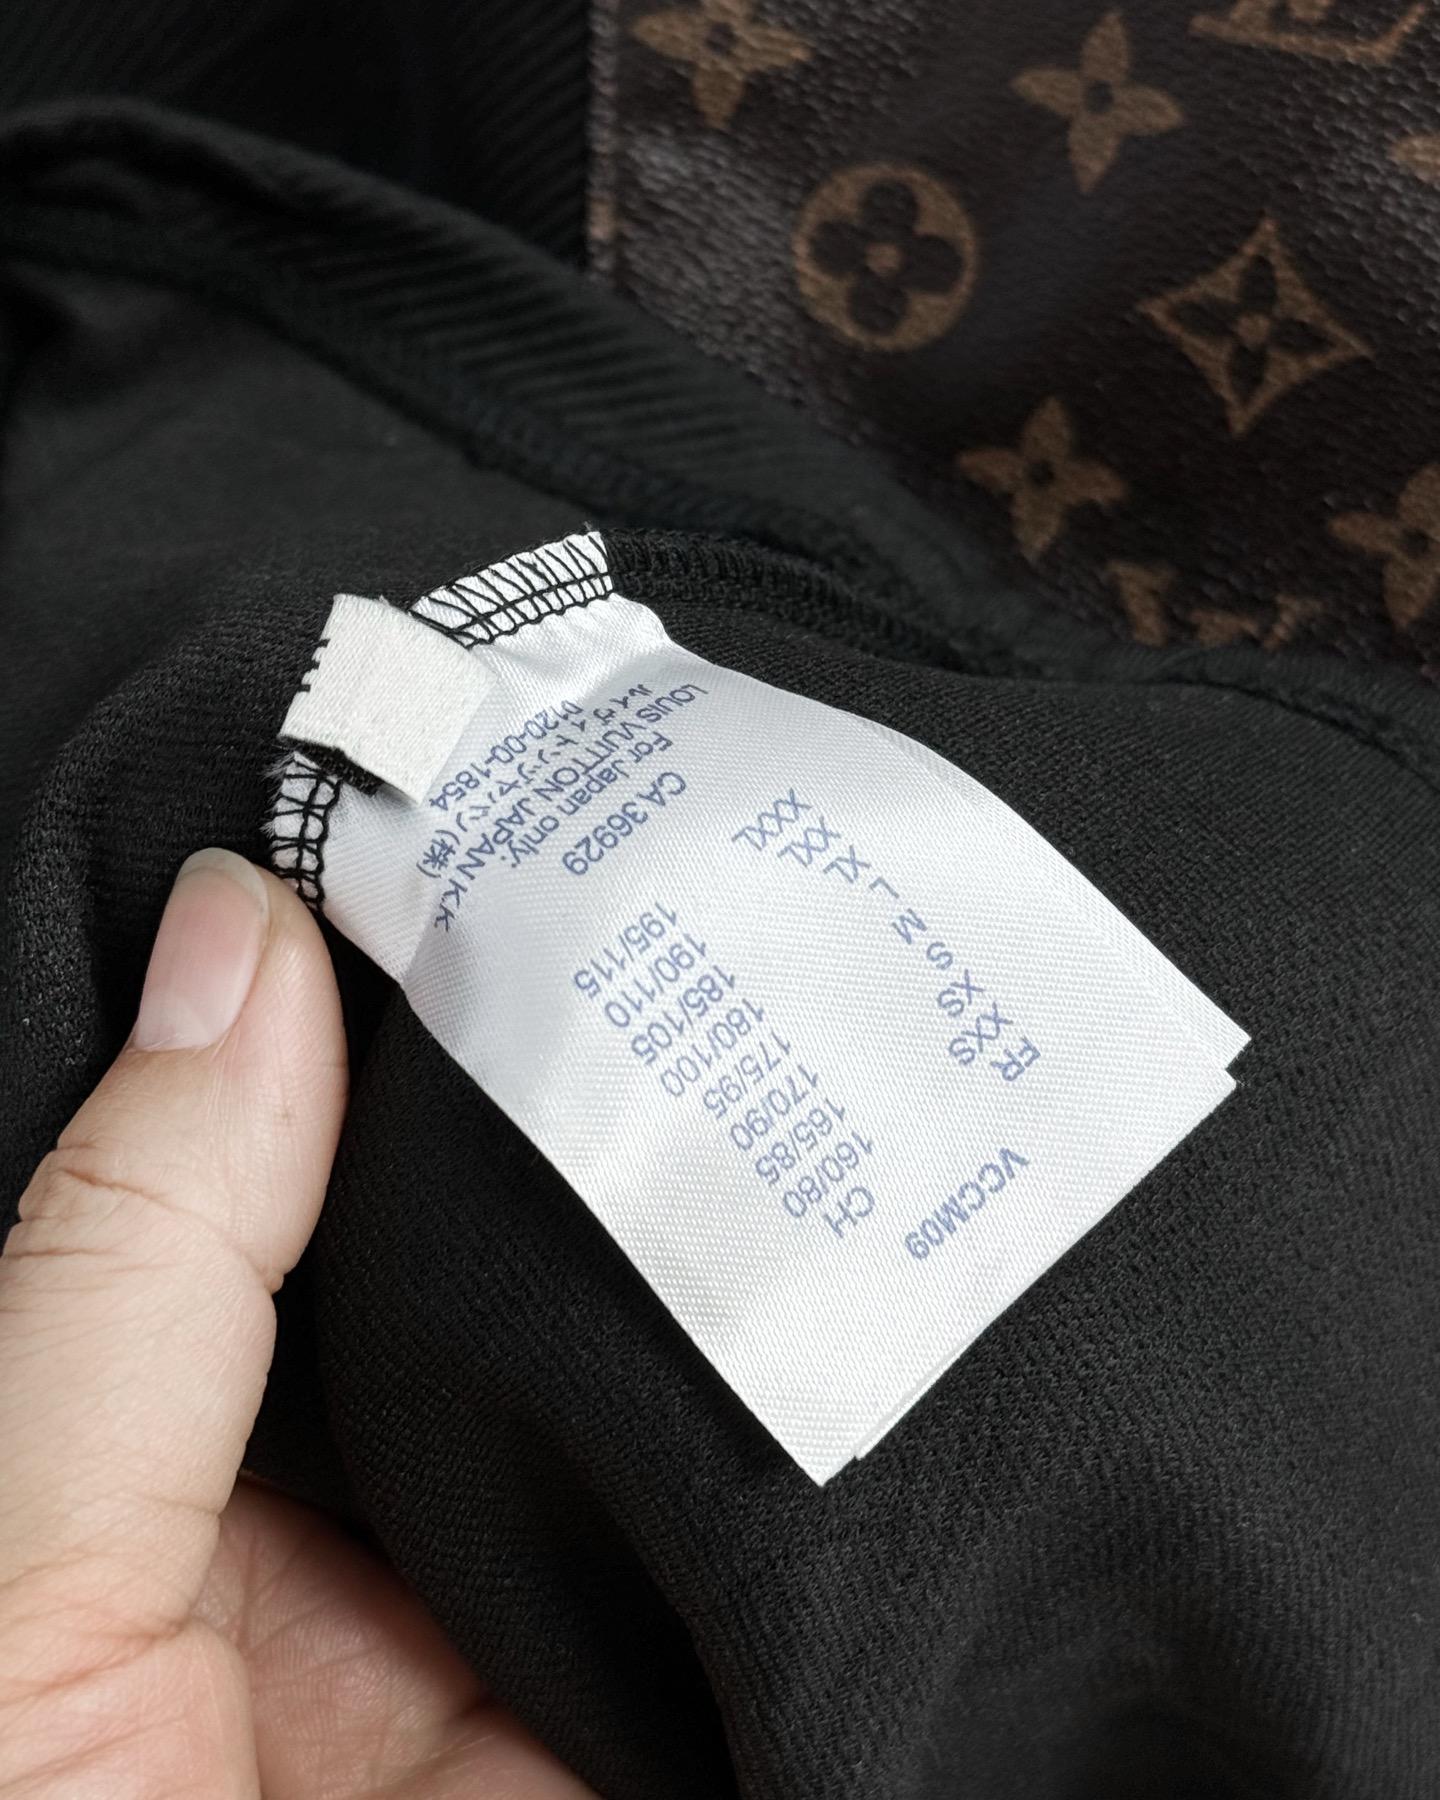 VCCM09
FR CH
XXS 160/80
XS 165/85
S 170/90
M 175/95
L 180/100
XL 185/105
XXL 190/110
XXXL 195/115
CA 36929
For Japan only:
LOUIS VUITTON JAPAN K.K
ルイヴィトンジャパン(株)
0120-00-1854